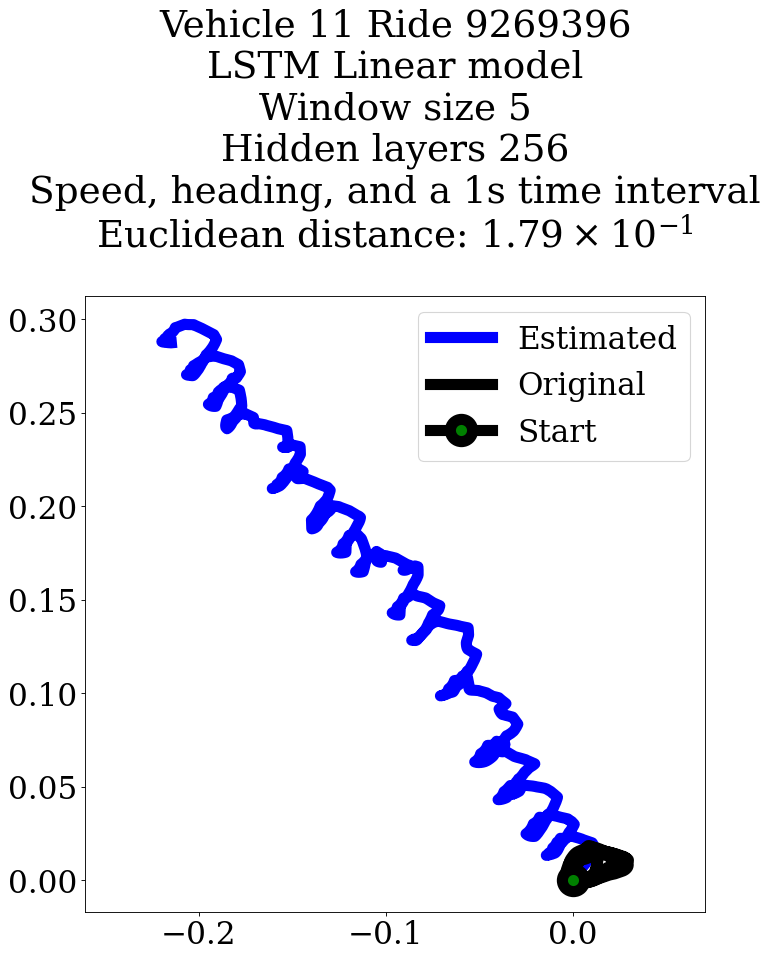 Vehicle 11 Ride 9269396
LSTM Linear model
Window size 5
Hidden layers 256
Speed, heading, and a 1s time interval
Euclidean distance: 1.79 × 10⁻¹
0.30
0.25
0.20
0.15
0.10
0.05
0.00
−0.2
−0.1
0.0
Estimated
Original
Start